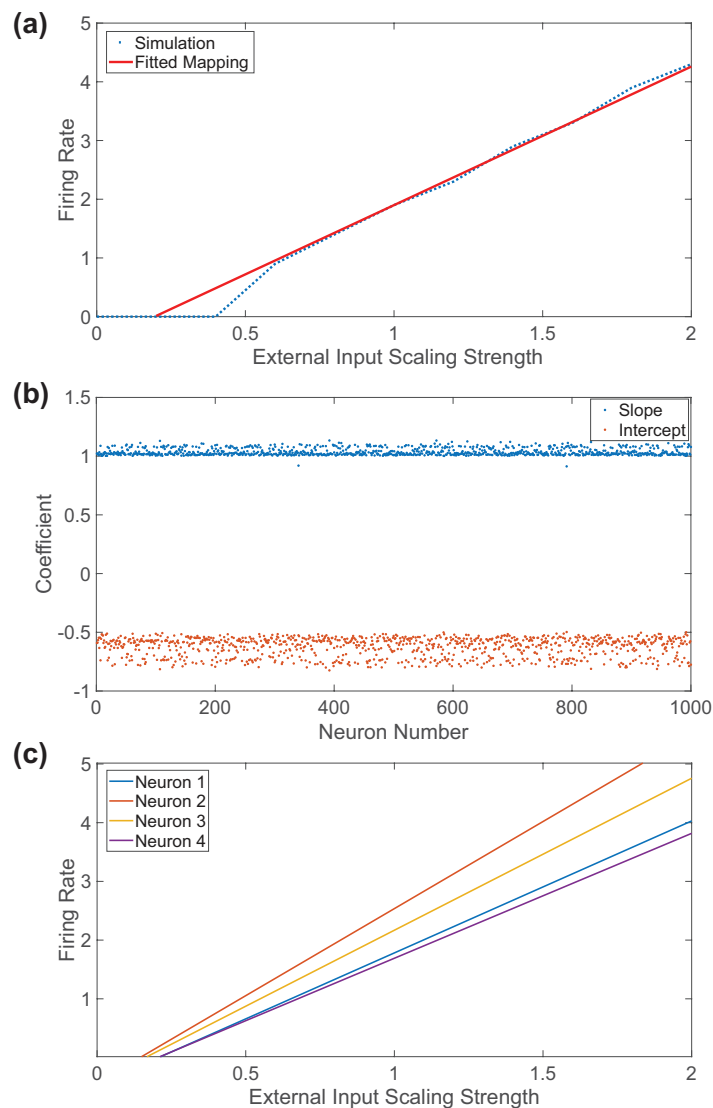 (a)
5
4
3
2
1
0
Firing Rate
Simulation
Fitted Mapping
0
0.5
1
1.5
2
External Input Scaling Strength
(b)
1.5
1
0.5
0
-0.5
-1
Coefficient
Slope
Intercept
0
200
400
600
800
1000
Neuron Number
(c)
5
4
3
2
1
Firing Rate
Neuron 1
Neuron 2
Neuron 3
Neuron 4
0
0.5
1
1.5
2
External Input Scaling Strength